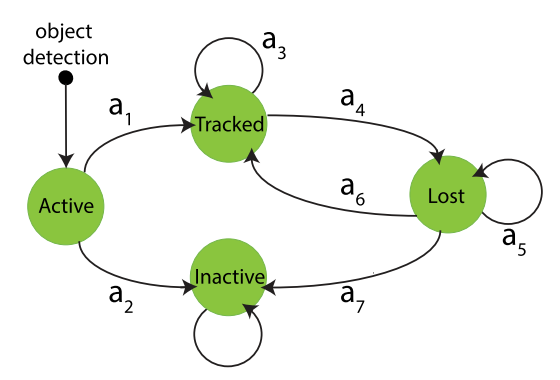 object
detection
a1
a3
a4
Tracked
Active
a6
Lost
a5
Inactive
a2
a7